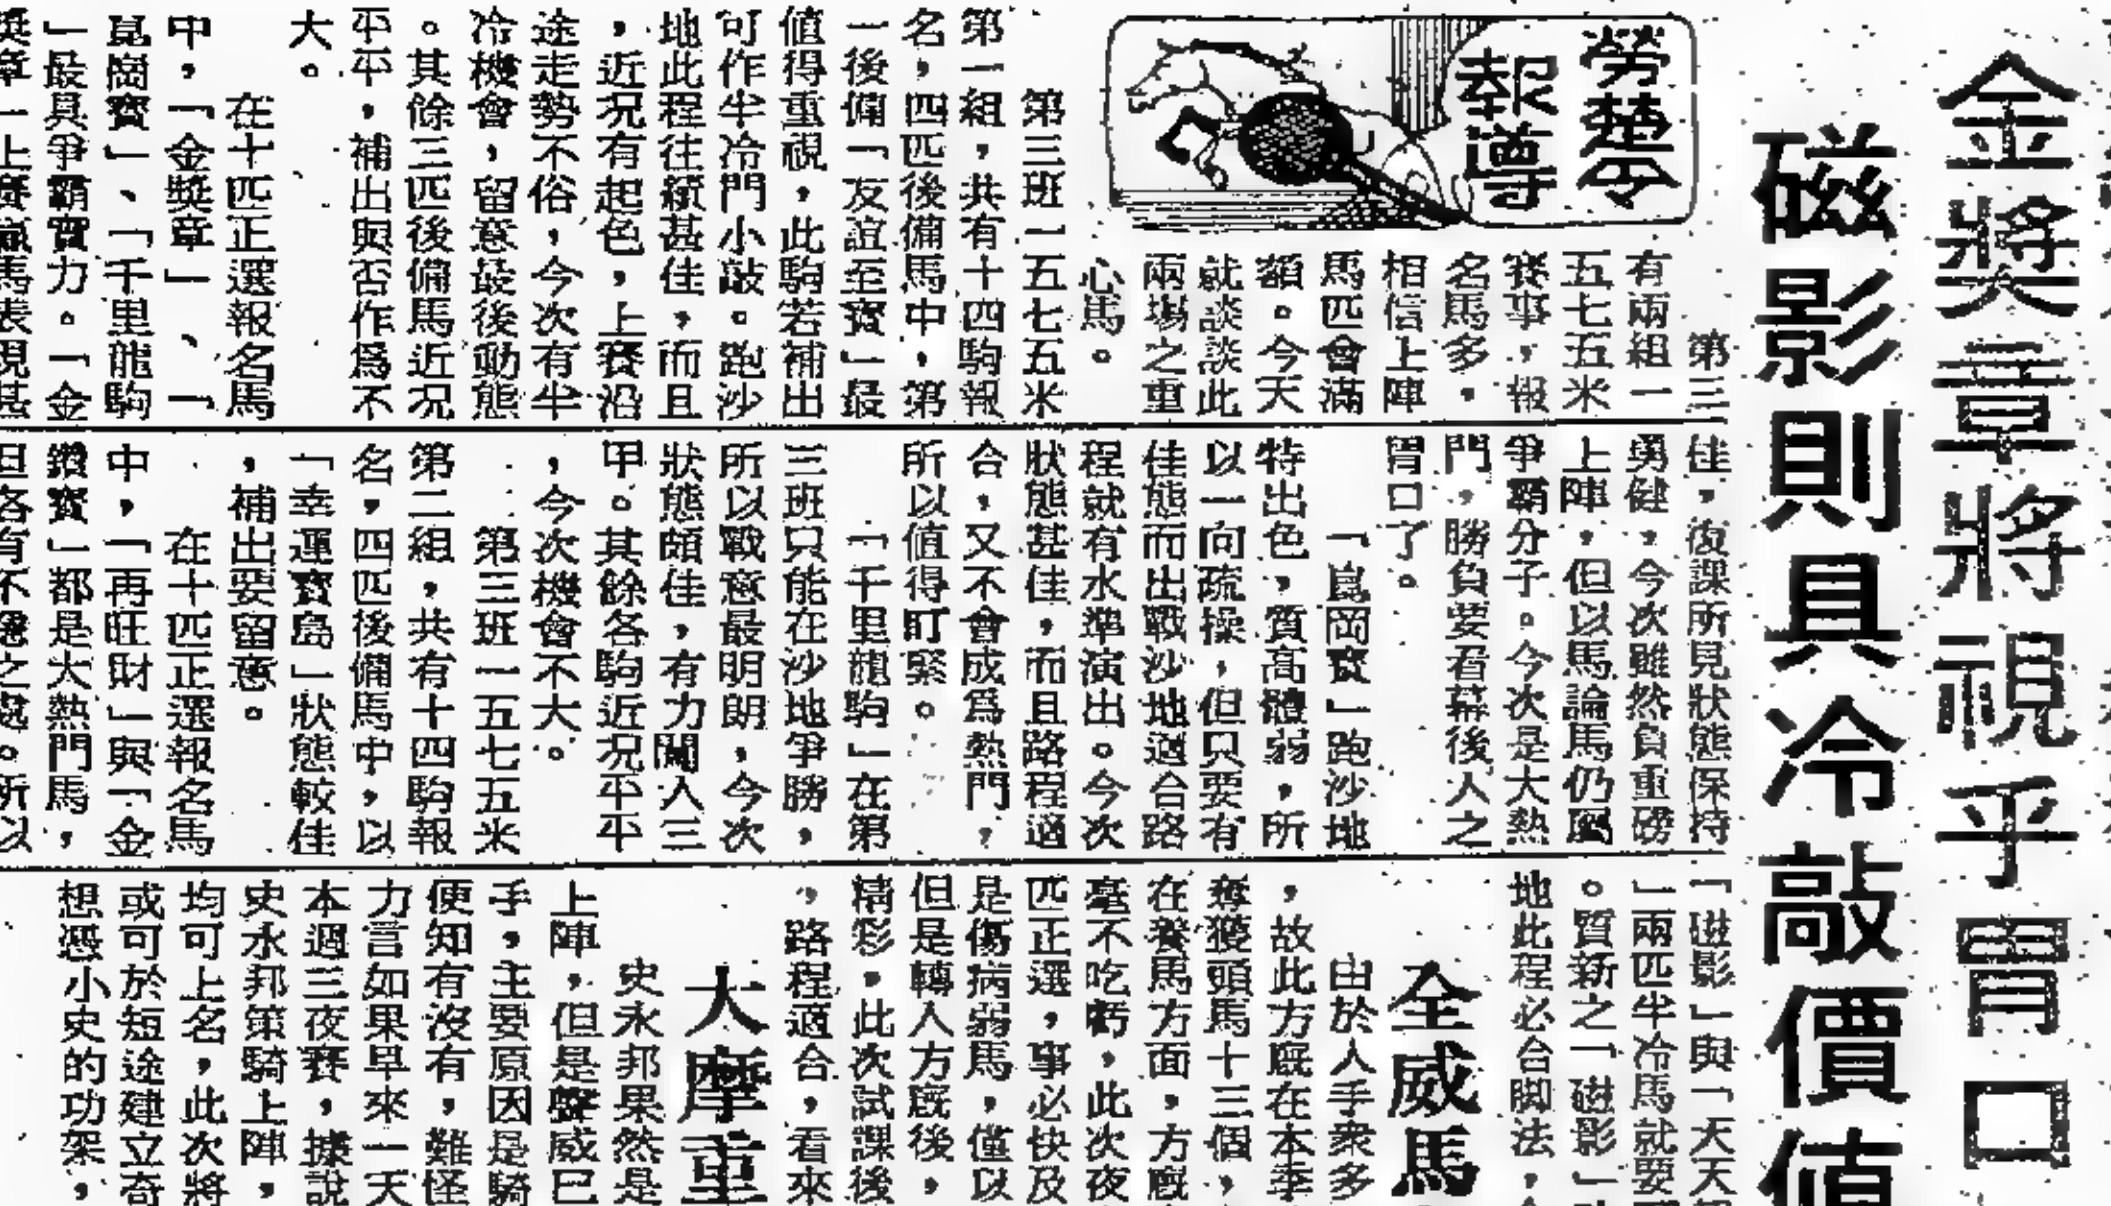 金獎章將視乎胃口
磁影則具冷敲價值
勞楚令
報導
第三
有兩組一
五七五米
賽事，報
名馬多，
相信上陣
馬匹會滿
額。今天
就談談此
兩場之重
心馬。
第三班一五七五米
第一組，共有十四駒報
名，四匹後備馬中，第
一後備「友誼至寶」最
值得重視，此駒若補出
可作半冷門小敲。跑沙
地此程往績甚佳，而且
，近況有起色，上賽沿
途走勢不俗，今次有半
冷機會，留意最後動態
。其餘三匹後備馬近況
平平，補出與否作為不
大。
在十匹正選報名馬
中，「金獎章」、「
崑崗寶」、「千里龍駒
」最具爭霸實力。「金
獎章」上賽
馬表現甚
佳，復課所見狀態保持
勇健，今次雖然負重磅
上陣，但以馬論馬仍屬
爭霸分子。今次是大熱
門，勝負要看幕後人之
胃口了。
「崑岡寶」跑沙地
特出色，質高體弱，所
以一向疏操，但只要有
佳態而出戰沙地適合路
程就有水準演出。今次
狀態甚佳，而且路程適
合，又不會成為熱門，
所以值得盯緊。
「千里龍駒」在第
三班只能在沙地爭勝，
所以戰意最明朗，今次
狀態頗佳，有力闖入三
甲。其餘各駒近況平平
，今次機會不大。
第三班一五七五米
第二組，共有十四駒報
名，四匹後備馬中，以
「幸運寶島」狀態較佳
，補出要留意。
在十匹正選報名馬
中，「再旺財」與「金
鑽寶」都是大熱門馬，
但各有不穩之處。所以
「磁影」與「天天
」兩匹半冷馬就要
。質新之「磁影」
地此程必合脚法，
全威馬
由於人手衆多
，故此方廐在本季
奪獲頭馬十三個，
在養馬方面，方廐
毫不吃虧，此次夜
匹正選，事必快及
是傷病弱馬，僅以
但是轉入方廐後，
精彩，此次試課後
，路程適合，看來
大摩重
史永邦果然是
上陣，但是聲威已
手，主要原因是騎
便知有沒有，難怪
力言如果早來一天
本週三夜賽，據說
史永邦策騎上陣，
均可上名，此次將
或可於短途建立奇
想憑小史的功架，